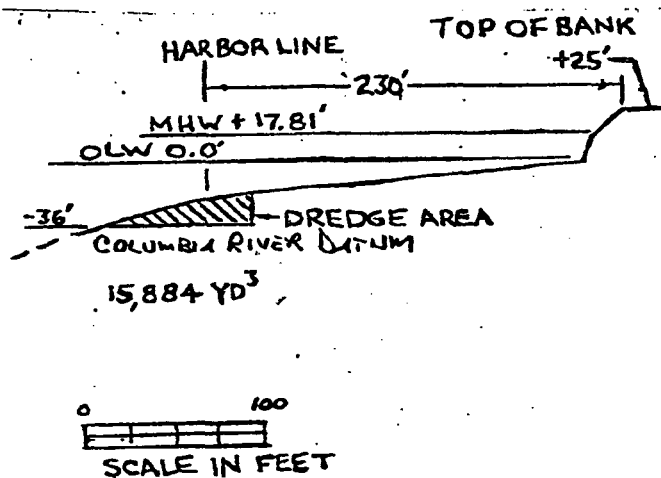 TOP OF BANK
HARBOR LINE
+25'
230'
MHW + 17.81'
OLW 0.0'
-36'
DREDGE AREA
COLUMBIA RIVER DATUM
15,884 YD³
0 100
SCALE IN FEET